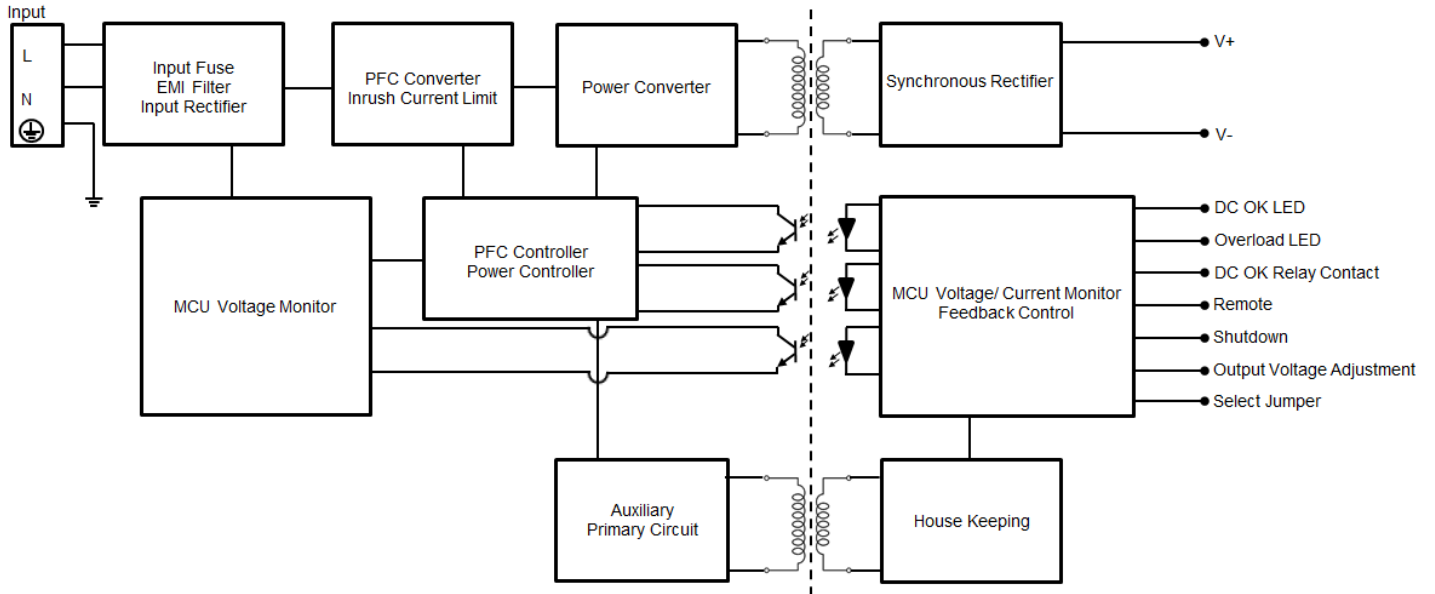 Input
L
N
Input Fuse
EMI Filter
Input Rectifier
PFC Converter
Inrush Current Limit
Power Converter
Synchronous Rectifier
V+
V-
MCU Voltage Monitor
PFC Controller
Power Controller
MCU Voltage/ Current Monitor
Feedback Control
DC OK LED
Overload LED
DC OK Relay Contact
Remote
Shutdown
Output Voltage Adjustment
Select Jumper
Auxiliary
Primary Circuit
House Keeping